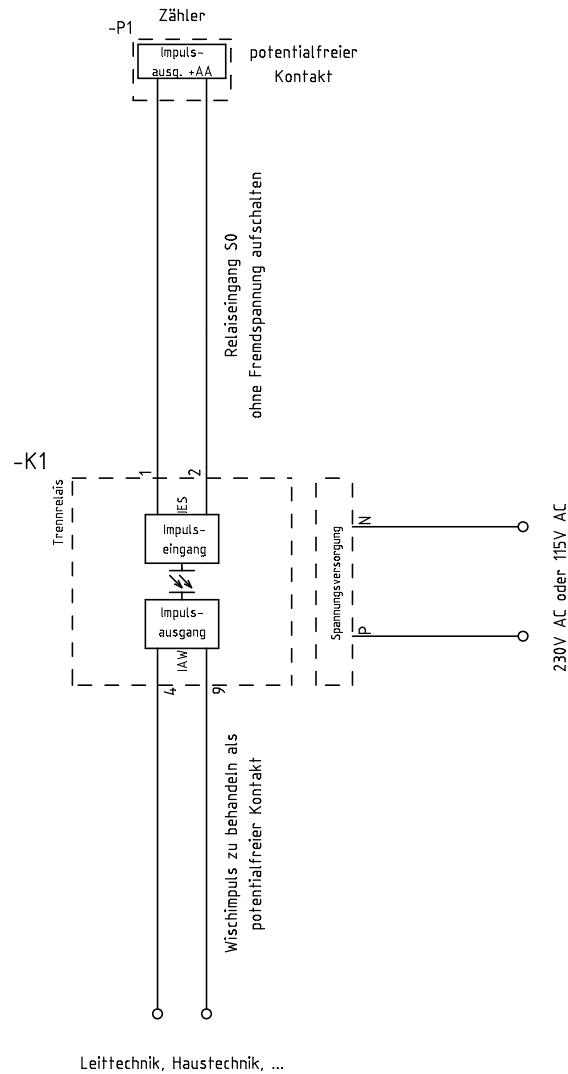 Zähler
-P1
Impuls-
ausg. +AA
potentialfreier
Kontakt
Relaiseingang S0
ohne Fremdspannung aufschalten
-K1
Trennrelais
1
2
IES
Impuls-
eingang
Impuls-
ausgang
IAW
4
9
Spannungsversorgung
N
P
230V AC oder 115V AC
Wischimpuls zu behandeln als
potentialfreier Kontakt
Leittechnik, Haustechnik, ...